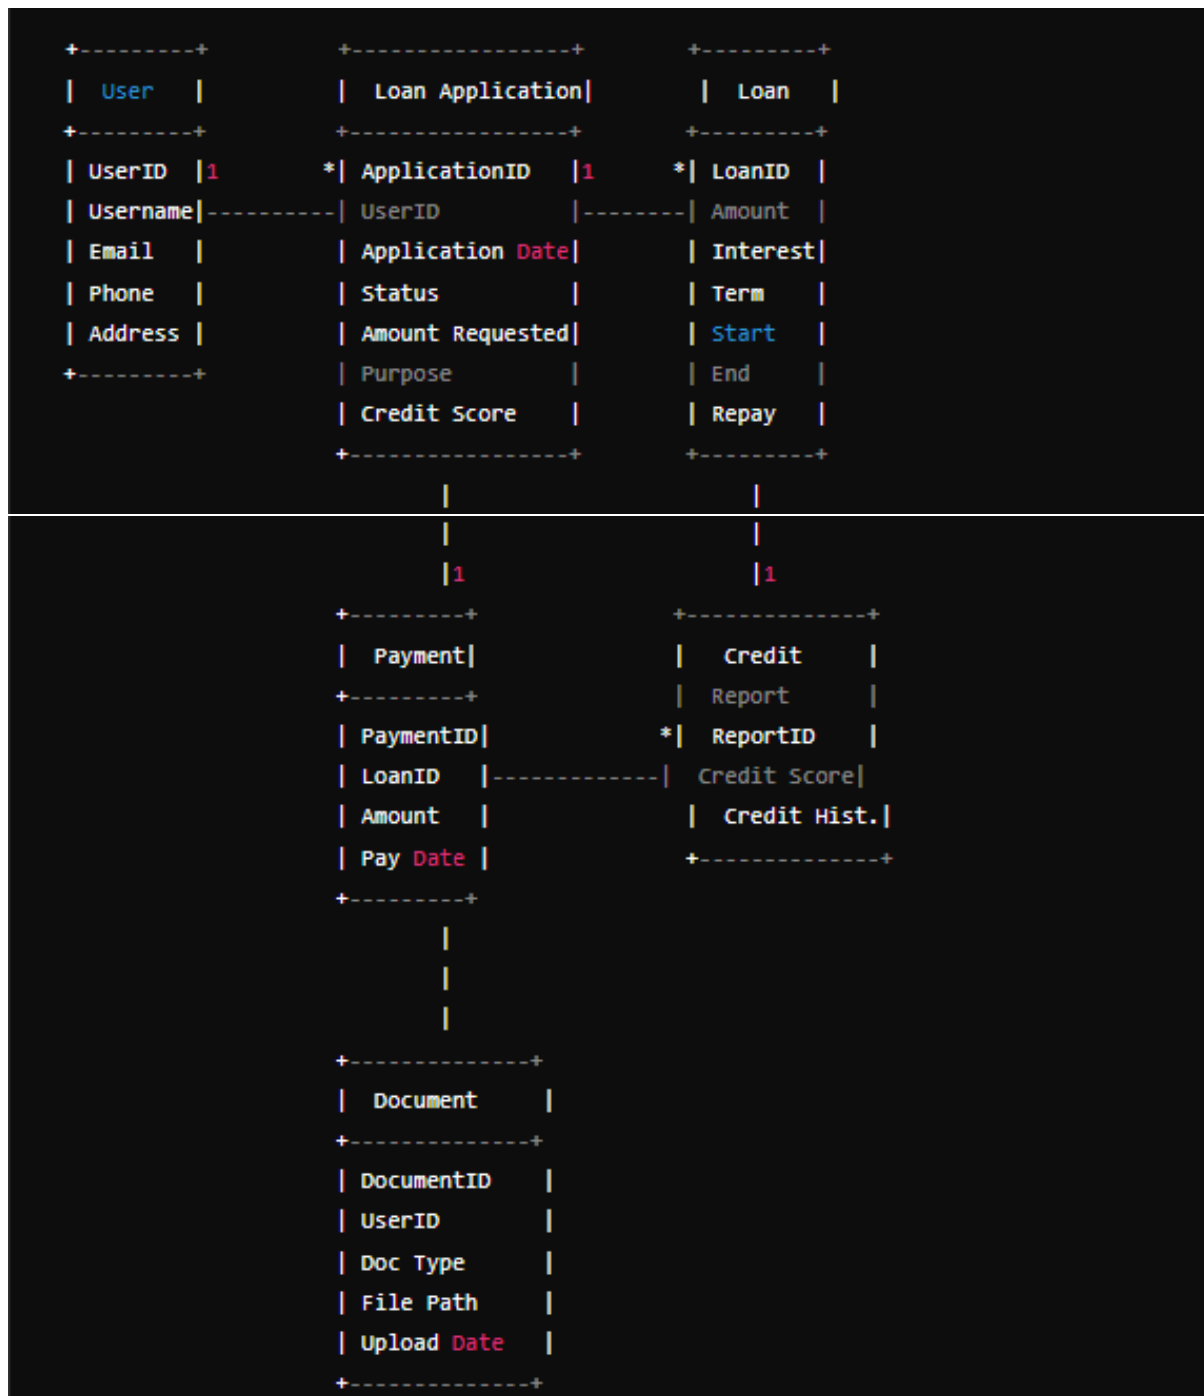 +---------+          +-----------------+        +---------+
|  User   |          |  Loan Application|        |  Loan   |
+---------+          +-----------------+        +---------+
| UserID  |1        *| ApplicationID   |1      *| LoanID  |
| Username|----------| UserID          |--------| Amount  |
| Email   |          | Application Date|        | Interest|
| Phone   |          | Status          |        | Term    |
| Address |          | Amount Requested|        | Start   |
+---------+          | Purpose         |        | End     |
                     | Credit Score    |        | Repay   |
                     +-----------------+        +---------+
                             |                       |
                             |                       |
                             |1                      |1
                     +---------+               +--------------+
                     |  Payment|               |   Credit     |
                     +---------+               |  Report      |
                     | PaymentID|             *|  ReportID    |
                     | LoanID   |-------------|  Credit Score|
                     | Amount   |               |  Credit Hist.|
                     | Pay Date |               +--------------+
                     +---------+
                             |
                             |
                             |
                     +--------------+
                     |  Document     |
                     +--------------+
                     | DocumentID    |
                     | UserID        |
                     | Doc Type      |
                     | File Path     |
                     | Upload Date   |
                     +--------------+